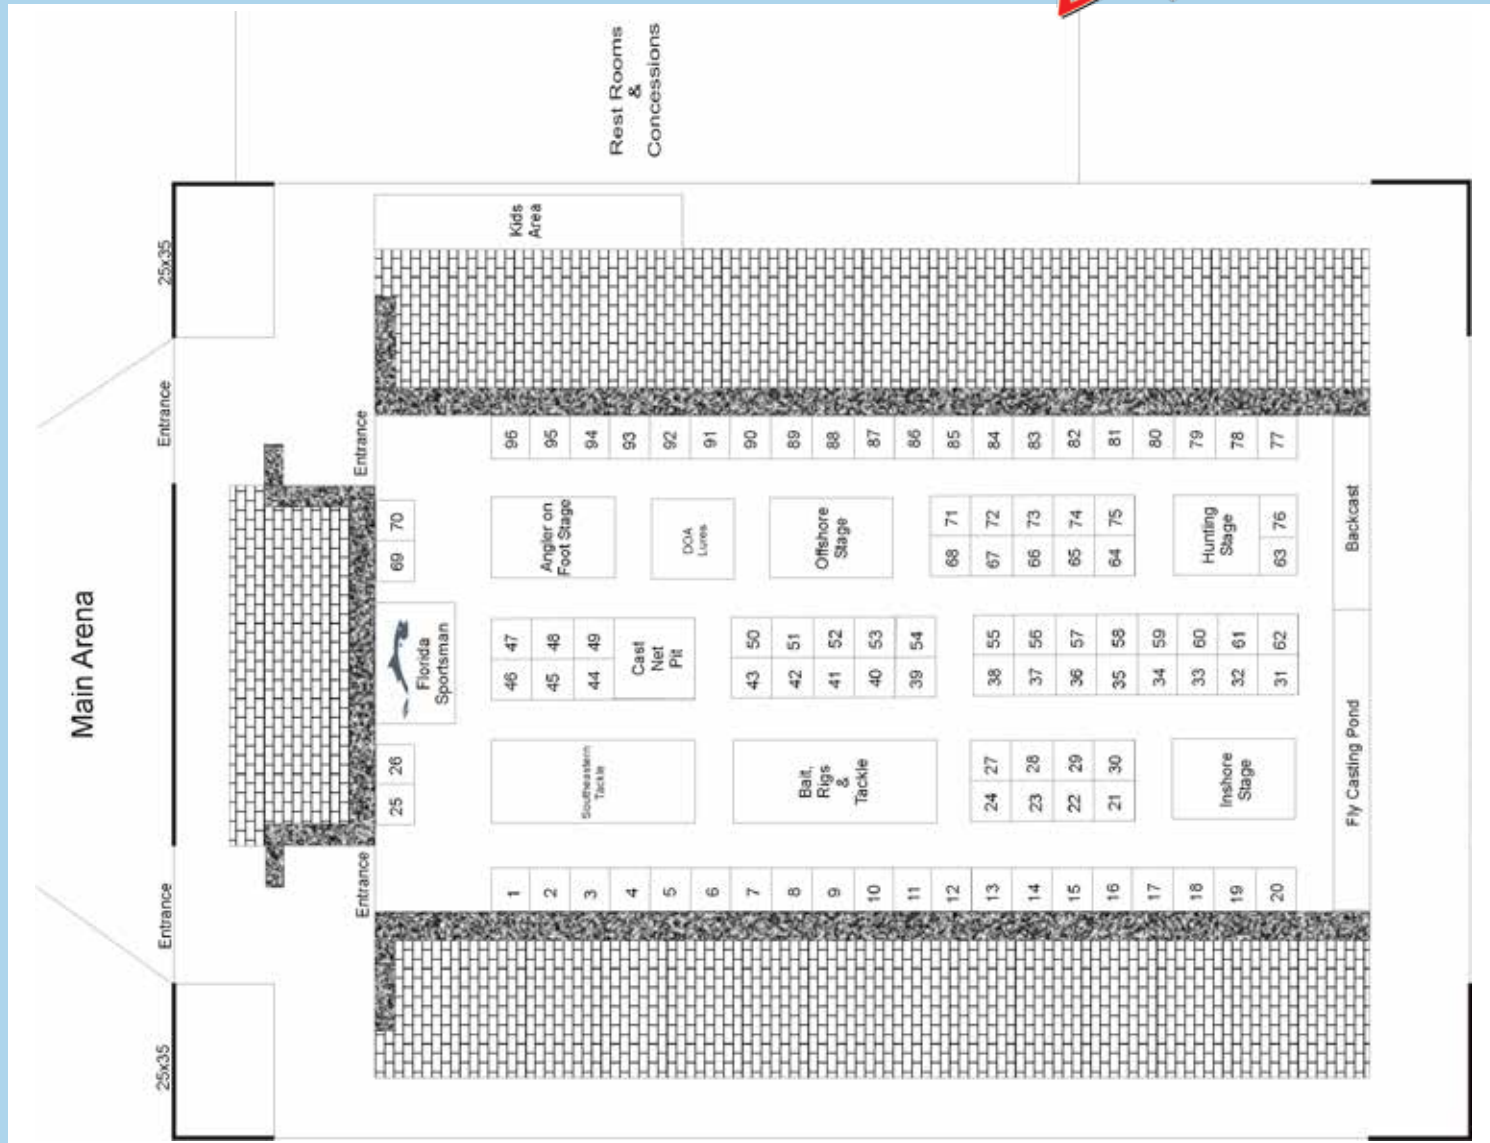 Main Arena
25x35
Entrance
Entrance
25x35
Entrance
Entrance
25 26
Florida
Sportsman
69 70
Rest Rooms
&
Concessions
Kids
Area
1 46 47 96
2 45 48 95
Angler on
Foot Stage
3 44 49 94
Southeastern
Tackle
4 93
Cast
Net
Pit
5 92
DOA
Lures
6 91
7 43 50 90
8 42 51 89
Bait,
Rigs
&
Tackle
9 41 52 88
Offshore
Stage
10 40 53 87
11 39 54 86
12 68 71 85
13 24 27 38 55 67 72 84
14 23 28 37 56 66 73 83
15 22 29 36 57 65 74 82
16 21 30 35 58 64 75 81
17 34 59 80
18 33 60 79
Inshore
Stage
Hunting
Stage
19 32 61 78
20 31 62 63 76 77
Fly Casting Pond
Backcast